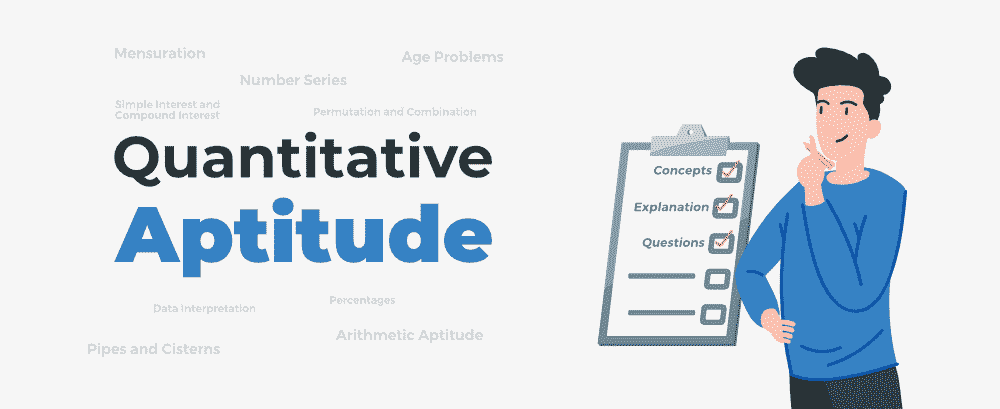 Mensuration
Age Problems
Number Series
Simple Interest and
Compound Interest
Permutation and Combination
Quantitative
Aptitude
Data Interpretation
Percentages
Arithmetic Aptitude
Pipes and Cisterns
Concepts
Explanation
Questions